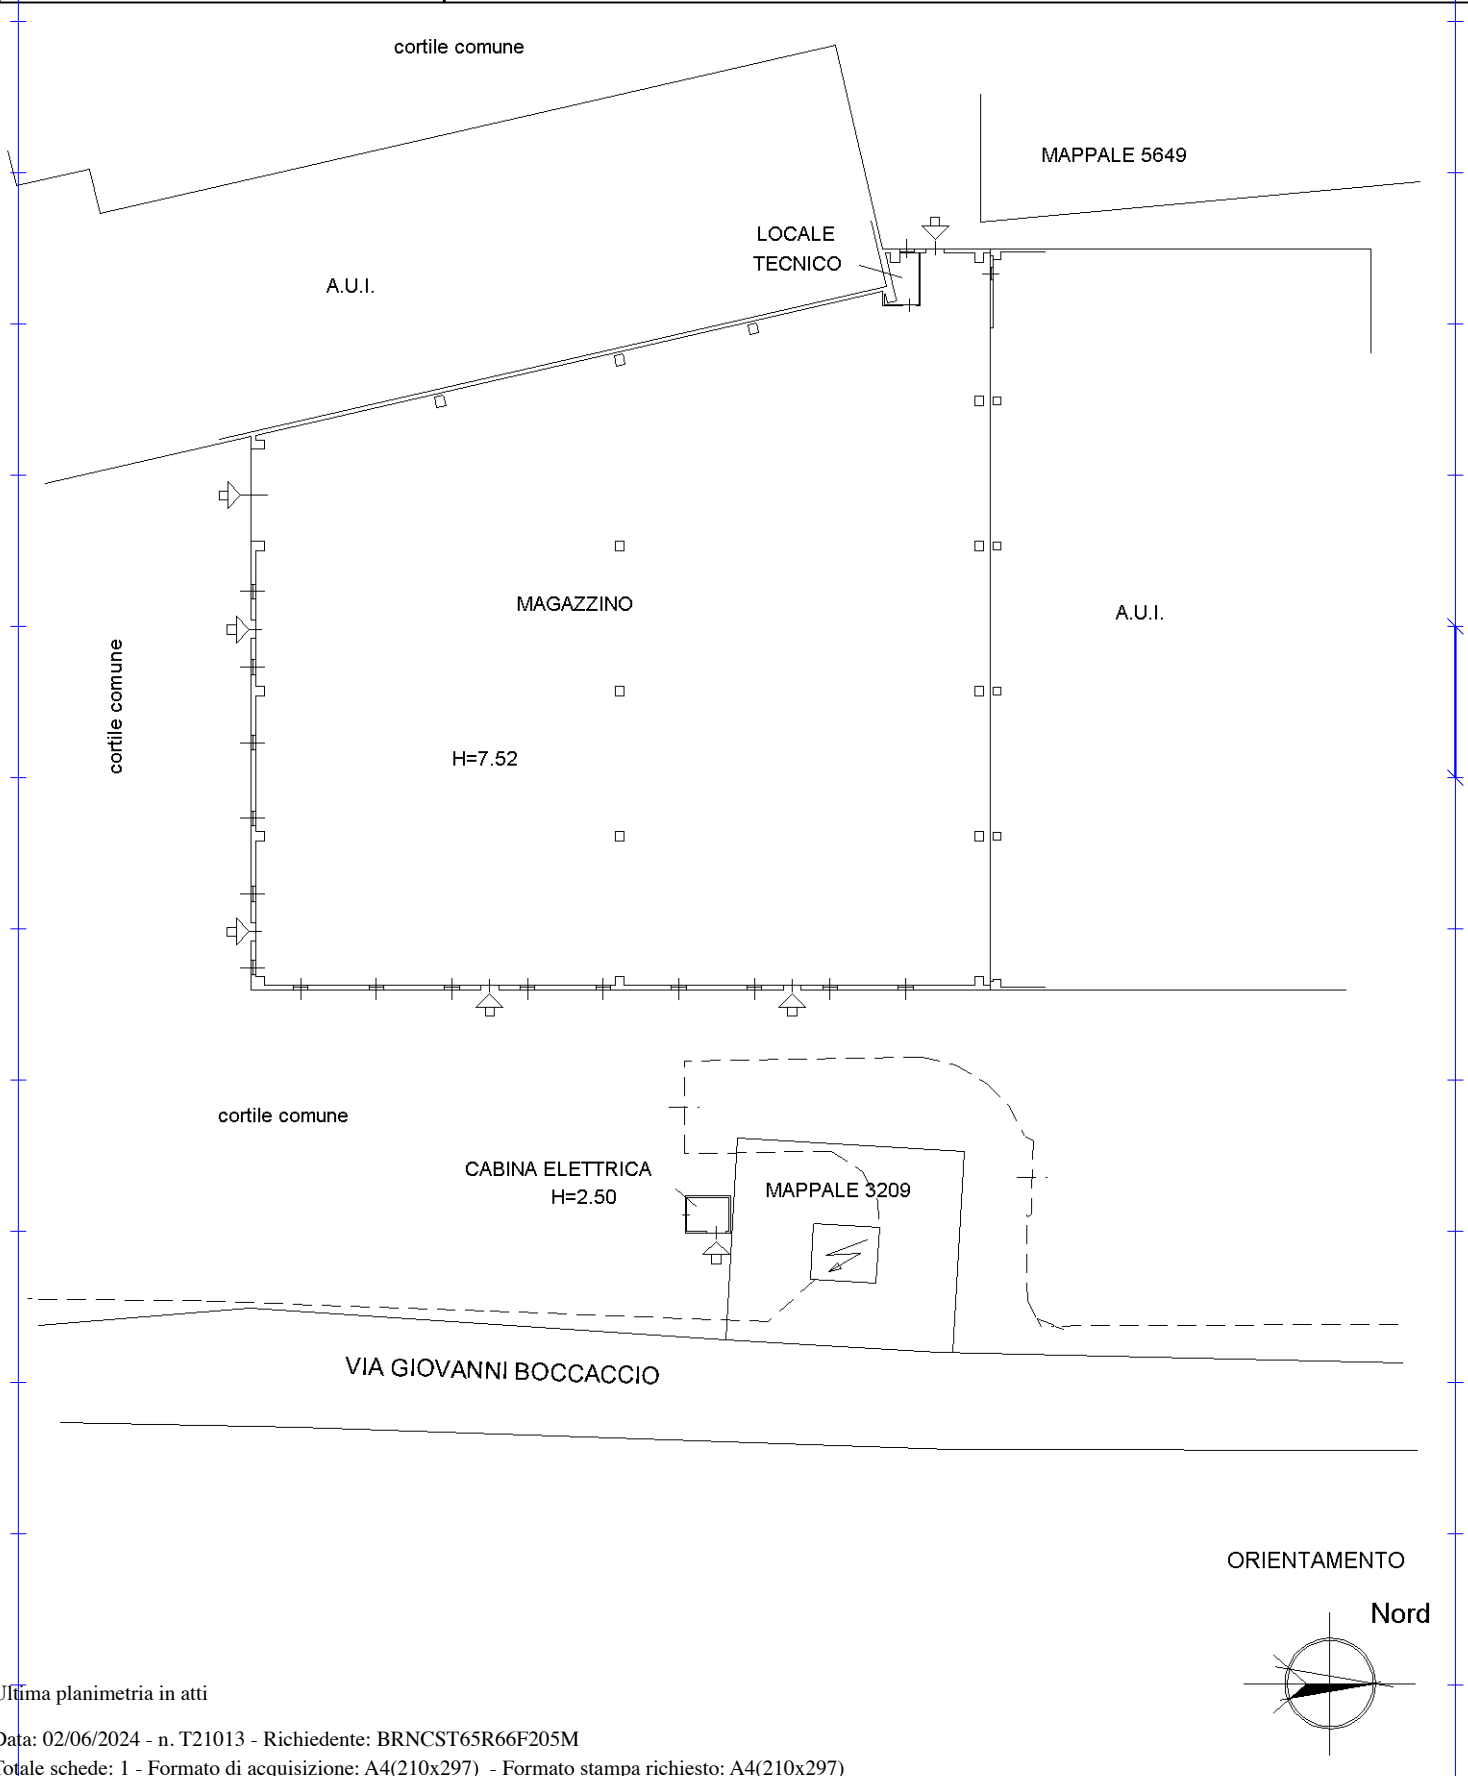 cortile comune
MAPPALE 5649
LOCALE
TECNICO
A.U.I.
MAGAZZINO
A.U.I.
cortile comune
H=7.52
cortile comune
CABINA ELETTRICA
H=2.50
MAPPALE 3209
VIA GIOVANNI BOCCACCIO
ORIENTAMENTO
Nord
Ultima planimetria in atti
Data: 02/06/2024 - n. T21013 - Richiedente: BRNCST65R66F205M
Totale schede: 1 - Formato di acquisizione: A4(210x297) - Formato stampa richiesto: A4(210x297)